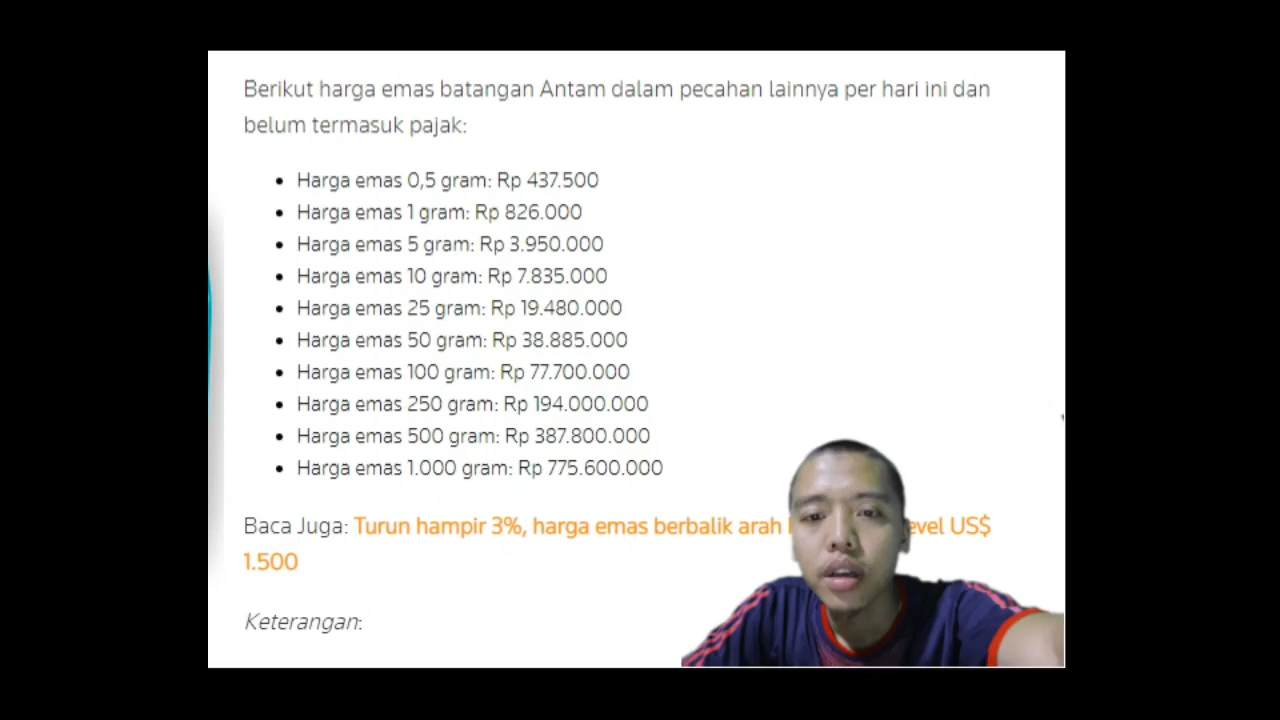 Berikut harga emas batangan Antam dalam pecahan lainnya per hari ini dan
belum termasuk pajak:
Harga emas 0,5 gram: Rp 437.500
Harga emas 1 gram: Rp 826.000
Harga emas 5 gram: Rp 3.950.000
Harga emas 10 gram: Rp 7.835.000
Harga emas 25 gram: Rp 19.480.000
Harga emas 50 gram: Rp 38.885.000
Harga emas 100 gram: Rp 77.700.000
Harga emas 250 gram: Rp 194.000.000
Harga emas 500 gram: Rp 387.800.000
Harga emas 1.000 gram: Rp 775.600.000
Baca Juga: Turun hampir 3%, harga emas berbalik arah US$
1.500
Keterangan: